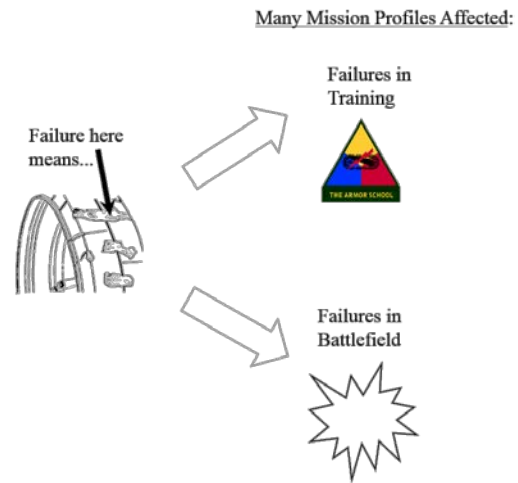 Many Mission Profiles Affected:
Failures in
Training
THE ARMOR SCHOOL
Failure here
means...
Failures in
Battlefield